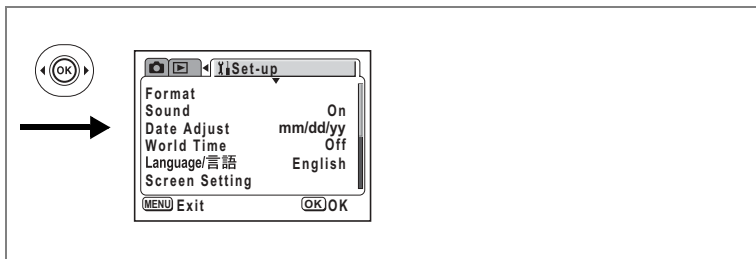 OK
Set-up
Format
Sound On
Date Adjust mm/dd/yy
World Time Off
Language/言語 English
Screen Setting
MENU Exit OK OK